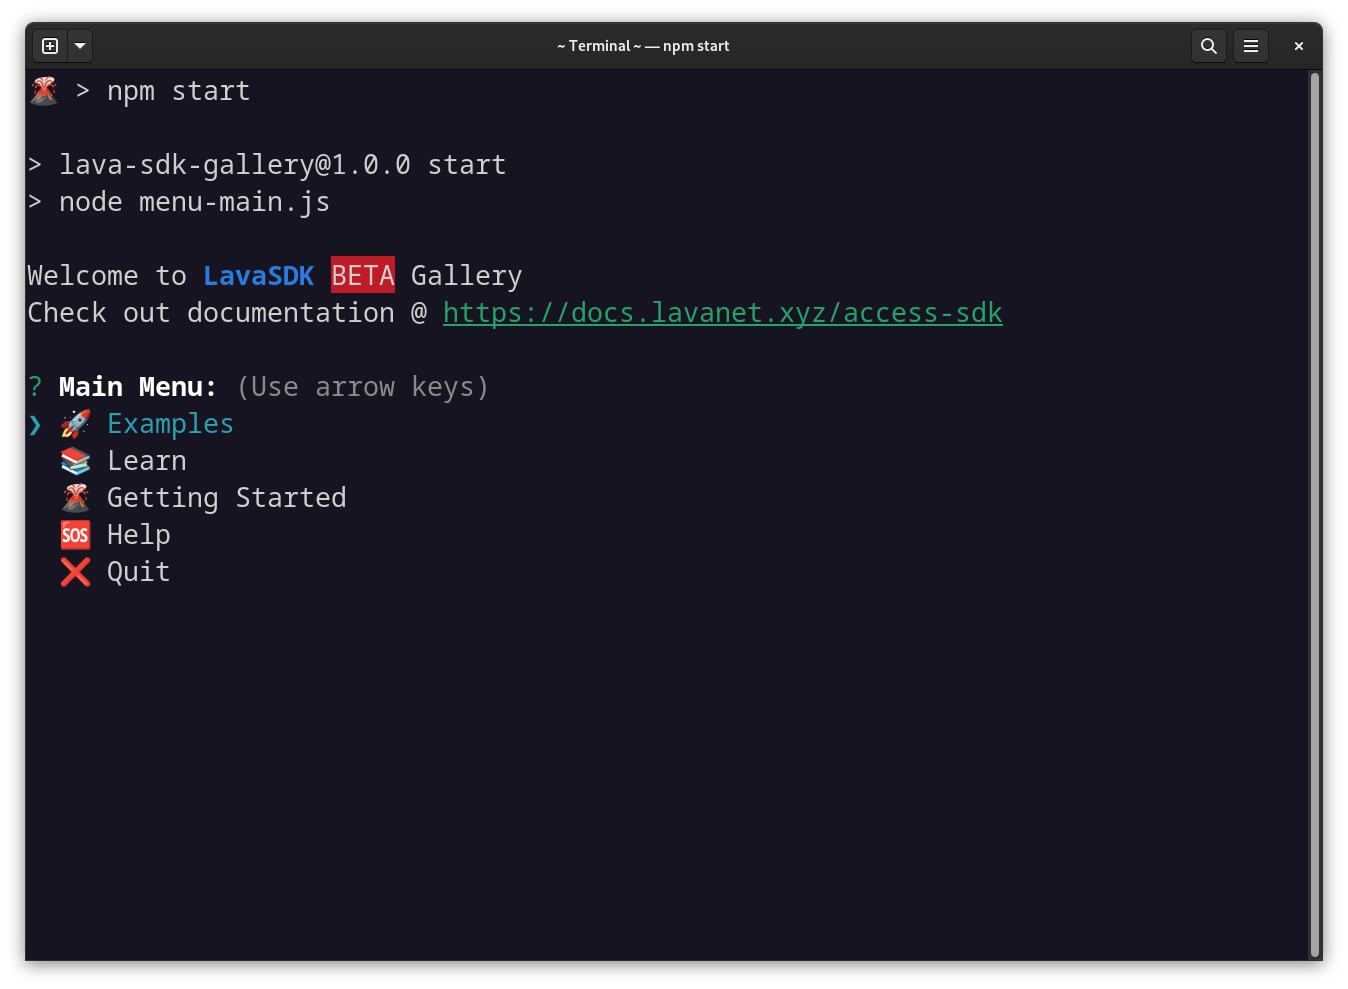 ~ Terminal ~ — npm start
🌋 > npm start
> lava-sdk-gallery@1.0.0 start
> node menu-main.js
Welcome to LavaSDK BETA Gallery
Check out documentation @ https://docs.lavanet.xyz/access-sdk
? Main Menu: (Use arrow keys)
❯ 🚀 Examples
📚 Learn
🌋 Getting Started
🆘 Help
❌ Quit